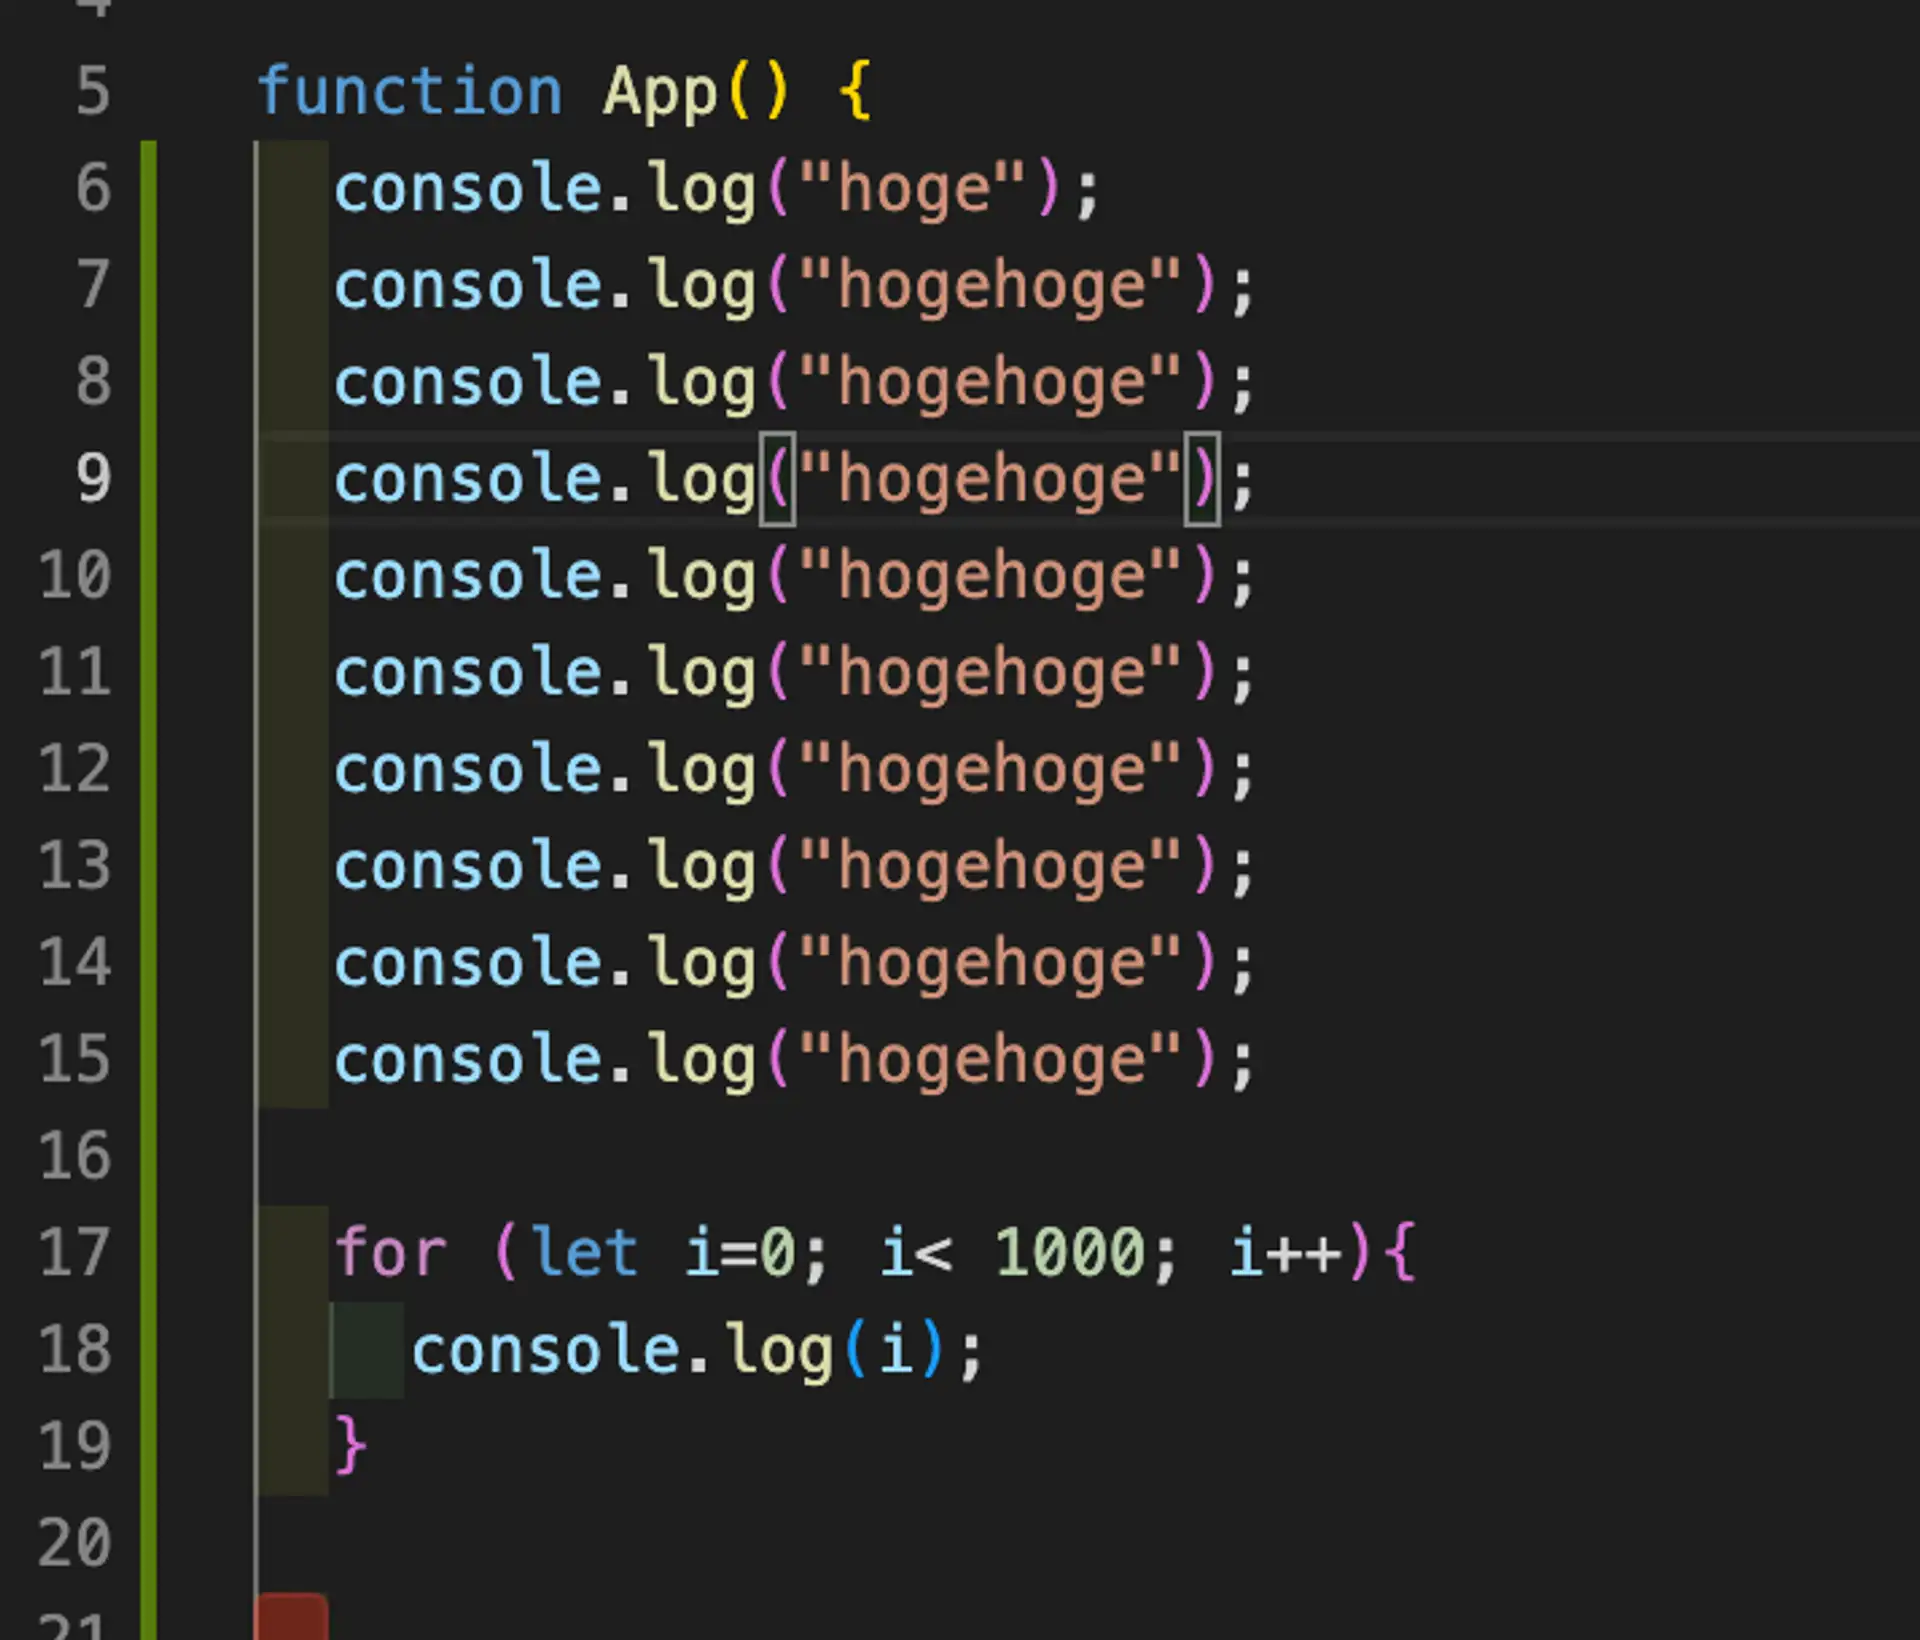 5 function App() {
6 console.log("hoge");
7 console.log("hogehoge");
8 console.log("hogehoge");
9 console.log("hogehoge");
10 console.log("hogehoge");
11 console.log("hogehoge");
12 console.log("hogehoge");
13 console.log("hogehoge");
14 console.log("hogehoge");
15 console.log("hogehoge");
16
17 for (let i=0; i< 1000; i++){
18 console.log(i);
19 }
20
21